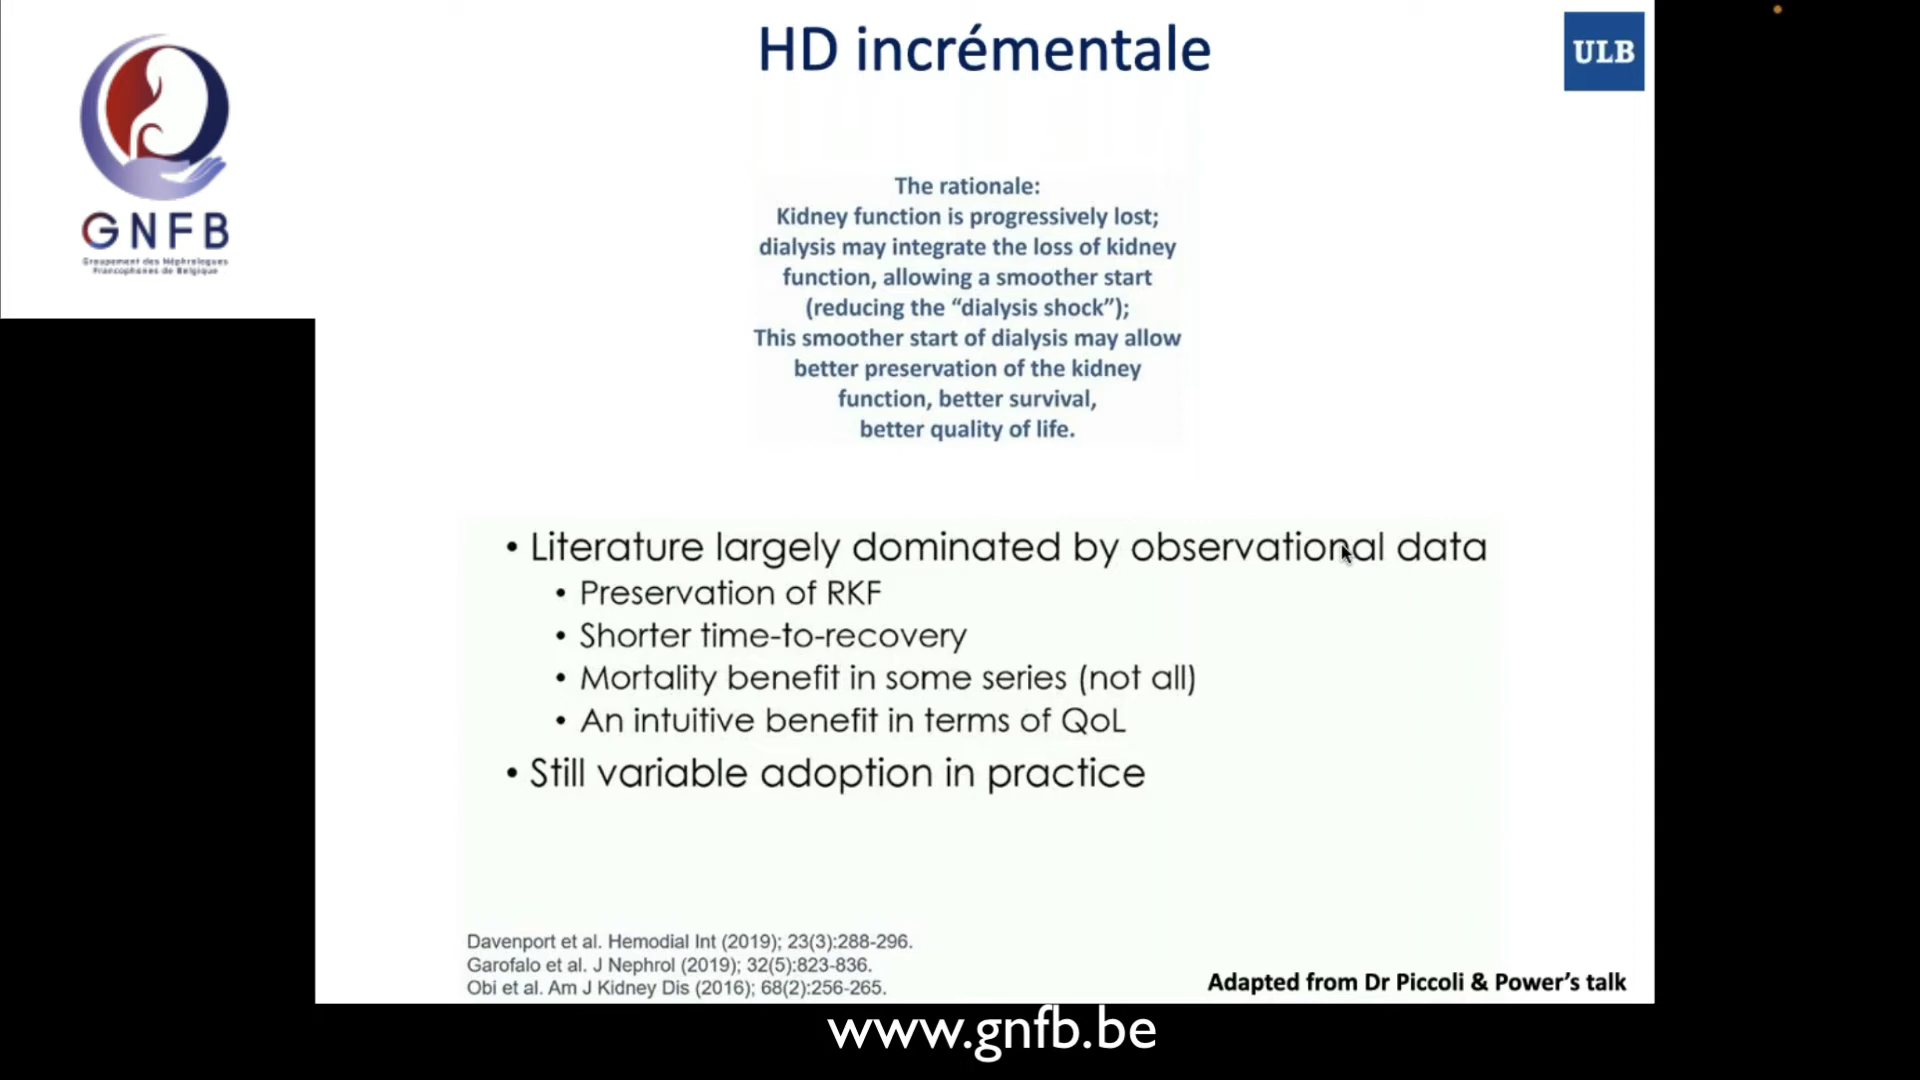 HD incrémentale
ULB
GNFB
Groupement des Néphrologues
Francophones de Belgique
The rationale:
Kidney function is progressively lost;
dialysis may integrate the loss of kidney
function, allowing a smoother start
(reducing the “dialysis shock”);
This smoother start of dialysis may allow
better preservation of the kidney
function, better survival,
better quality of life.
• Literature largely dominated by observational data
• Preservation of RKF
• Shorter time-to-recovery
• Mortality benefit in some series (not all)
• An intuitive benefit in terms of QoL
• Still variable adoption in practice
Davenport et al. Hemodial Int (2019); 23(3):288-296.
Garofalo et al. J Nephrol (2019); 32(5):823-836.
Obi et al. Am J Kidney Dis (2016); 68(2):256-265.
Adapted from Dr Piccoli & Power’s talk
www.gnfb.be